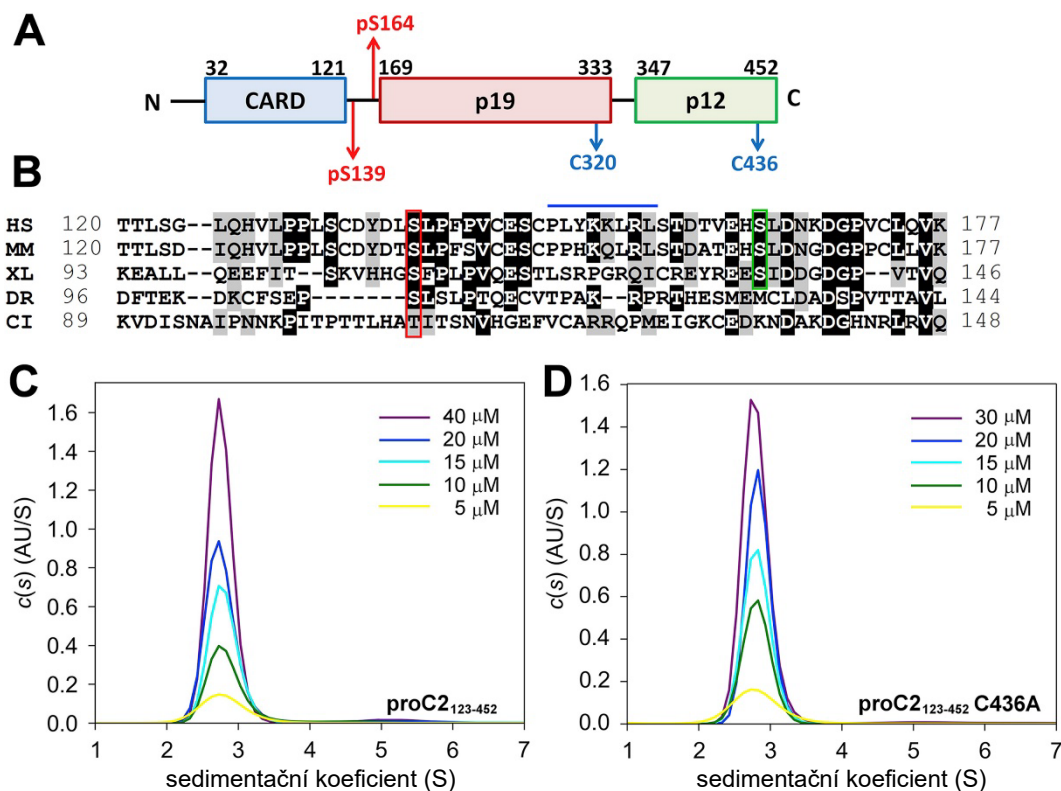 A
pS164
32 121 169 333 347 452
N CARD p19 p12 C
pS139 C320 C436
B
HS 120 TTLSG--LQHVLPPLSCDYDLSLPFPVCESCPLYKKLRLSTDTVEHSLDNKDGPVCLQVK 177
MM 120 TTLSD--IQHVLPPLSCDYDLSLPFSVCESCPPHKQLRLSTDATEHSLDNGDGPPCLLVK 177
XL 93 KEALL--QEEFIT--SKVHHGSFPLPVQESTLSRPGRQICREYREESIDDGDGP--VTVQ 146
DR 96 DFTEK--DKCFSEP-------SLSLPTQECVTPAK--RPRTHESMEMCLDADSPVTTAVL 144
CI 89 KVDISNAIPNNKPITPTTLHATITSNVHGEFVCARRQPMEIGKCEDKNDAKDGHNRLRVQ 148
C
c(s) (AU/S)
1.6
1.4
1.2
1.0
0.8
0.6
0.4
0.2
0.0
40 μM
20 μM
15 μM
10 μM
5 μM
proC2123-452
1 2 3 4 5 6 7
sedimentační koeficient (S)
D
c(s) (AU/S)
1.6
1.4
1.2
1.0
0.8
0.6
0.4
0.2
0.0
30 μM
20 μM
15 μM
10 μM
5 μM
proC2123-452 C436A
1 2 3 4 5 6 7
sedimentační koeficient (S)